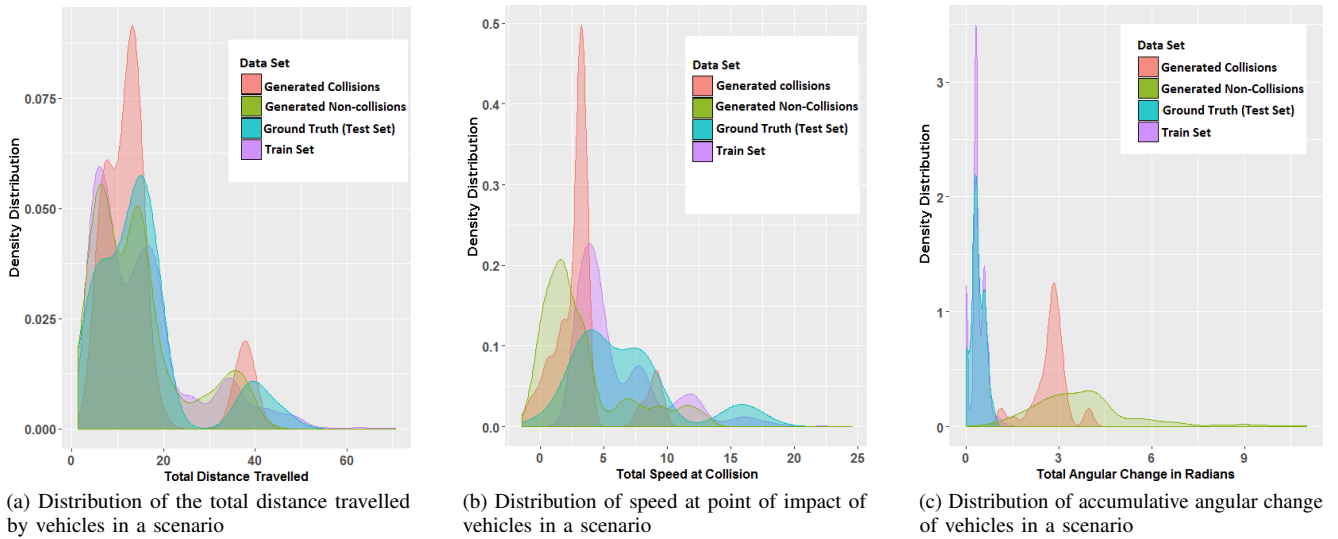 Density Distribution
0.075
0.050
0.025
0.000
0
20
40
60
Total Distance Travelled
Data Set
Generated Collisions
Generated Non-collisions
Ground Truth (Test Set)
Train Set
(a) Distribution of the total distance travelled
by vehicles in a scenario
Density Distribution
0.5
0.4
0.3
0.2
0.1
0.0
0
5
10
15
20
25
Total Speed at Collision
Data Set
Generated collisions
Generated Non-Collisions
Ground Truth (Test Set)
Train Set
(b) Distribution of speed at point of impact of
vehicles in a scenario
Density Distribution
3
2
1
0
0
3
6
9
Total Angular Change in Radians
Data Set
Generated Collisions
Generated Non-Collisions
Ground Truth (Test Set)
Train Set
(c) Distribution of accumulative angular change
of vehicles in a scenario